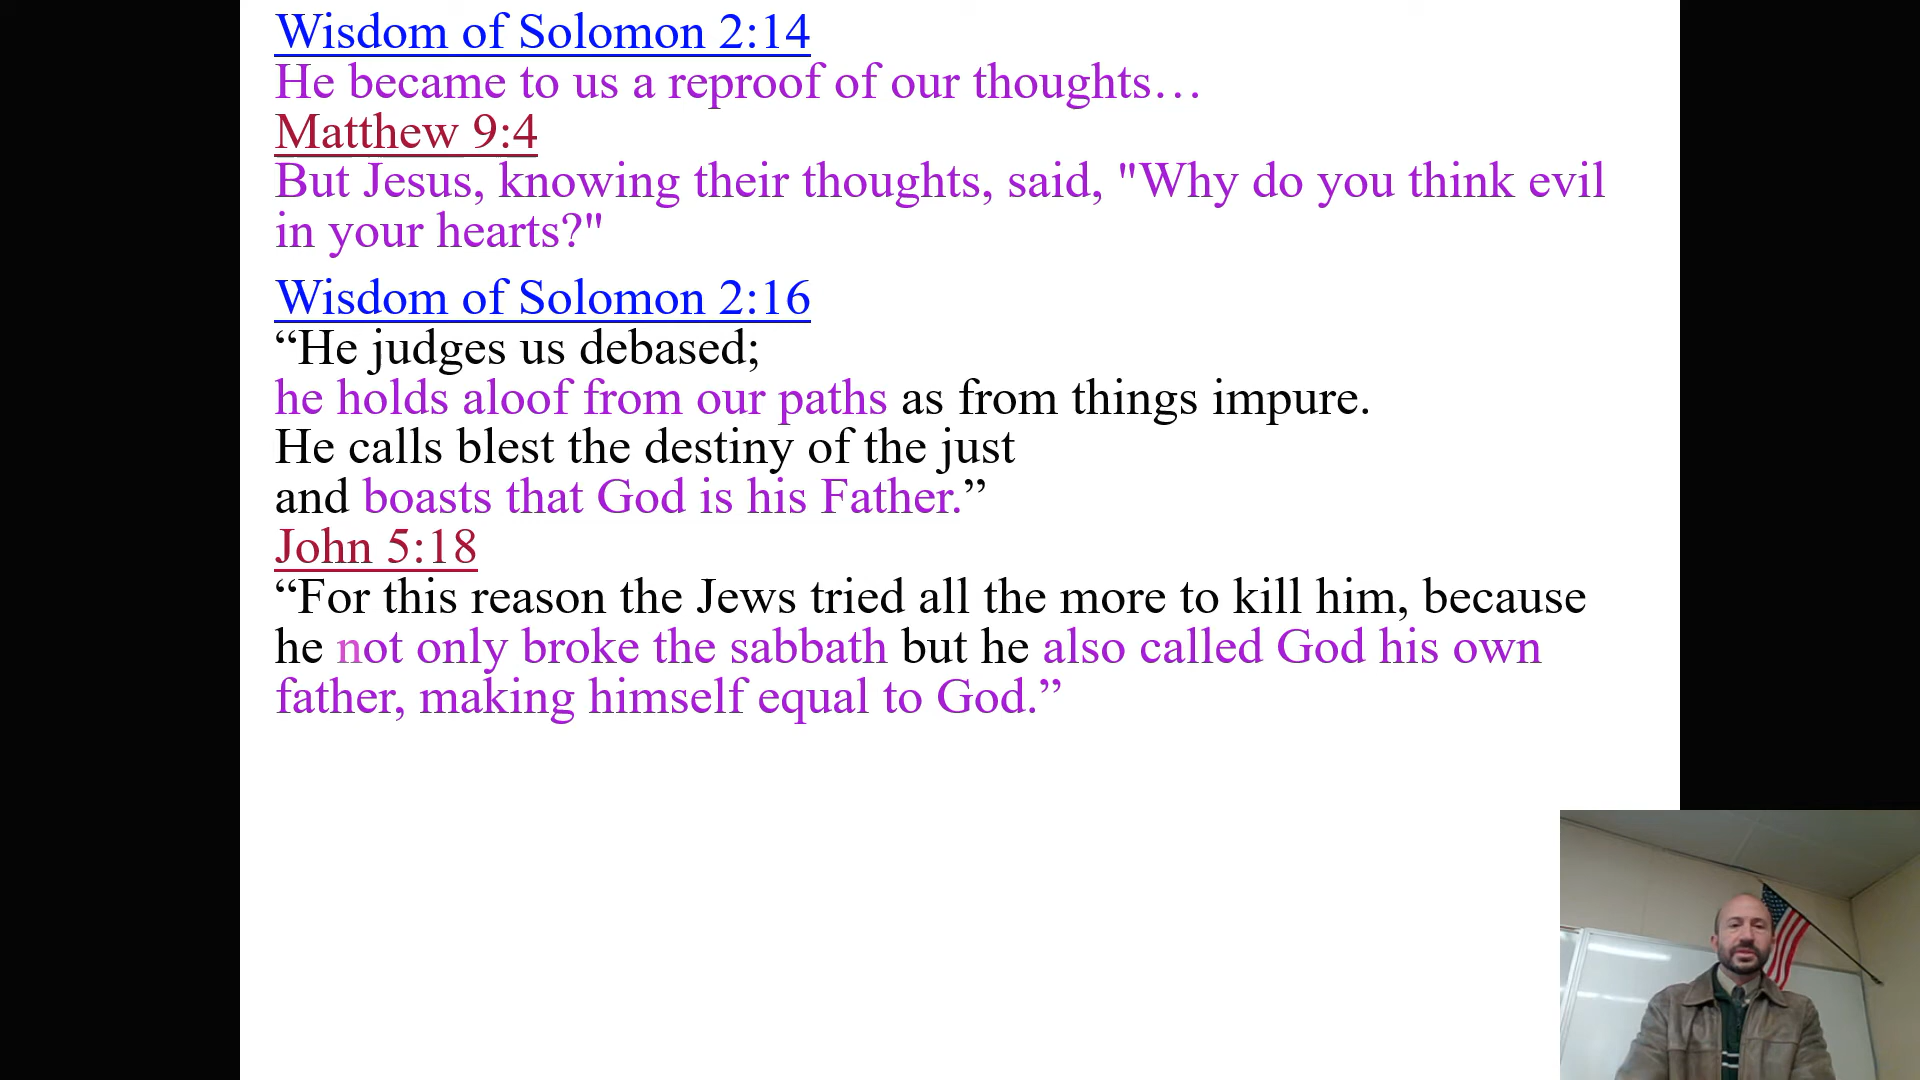 Wisdom of Solomon 2:14
He became to us a reproof of our thoughts…
Matthew 9:4
But Jesus, knowing their thoughts, said, "Why do you think evil
in your hearts?"
Wisdom of Solomon 2:16
“He judges us debased;
he holds aloof from our paths as from things impure.
He calls blest the destiny of the just
and boasts that God is his Father.”
John 5:18
“For this reason the Jews tried all the more to kill him, because
he not only broke the sabbath but he also called God his own
father, making himself equal to God.”